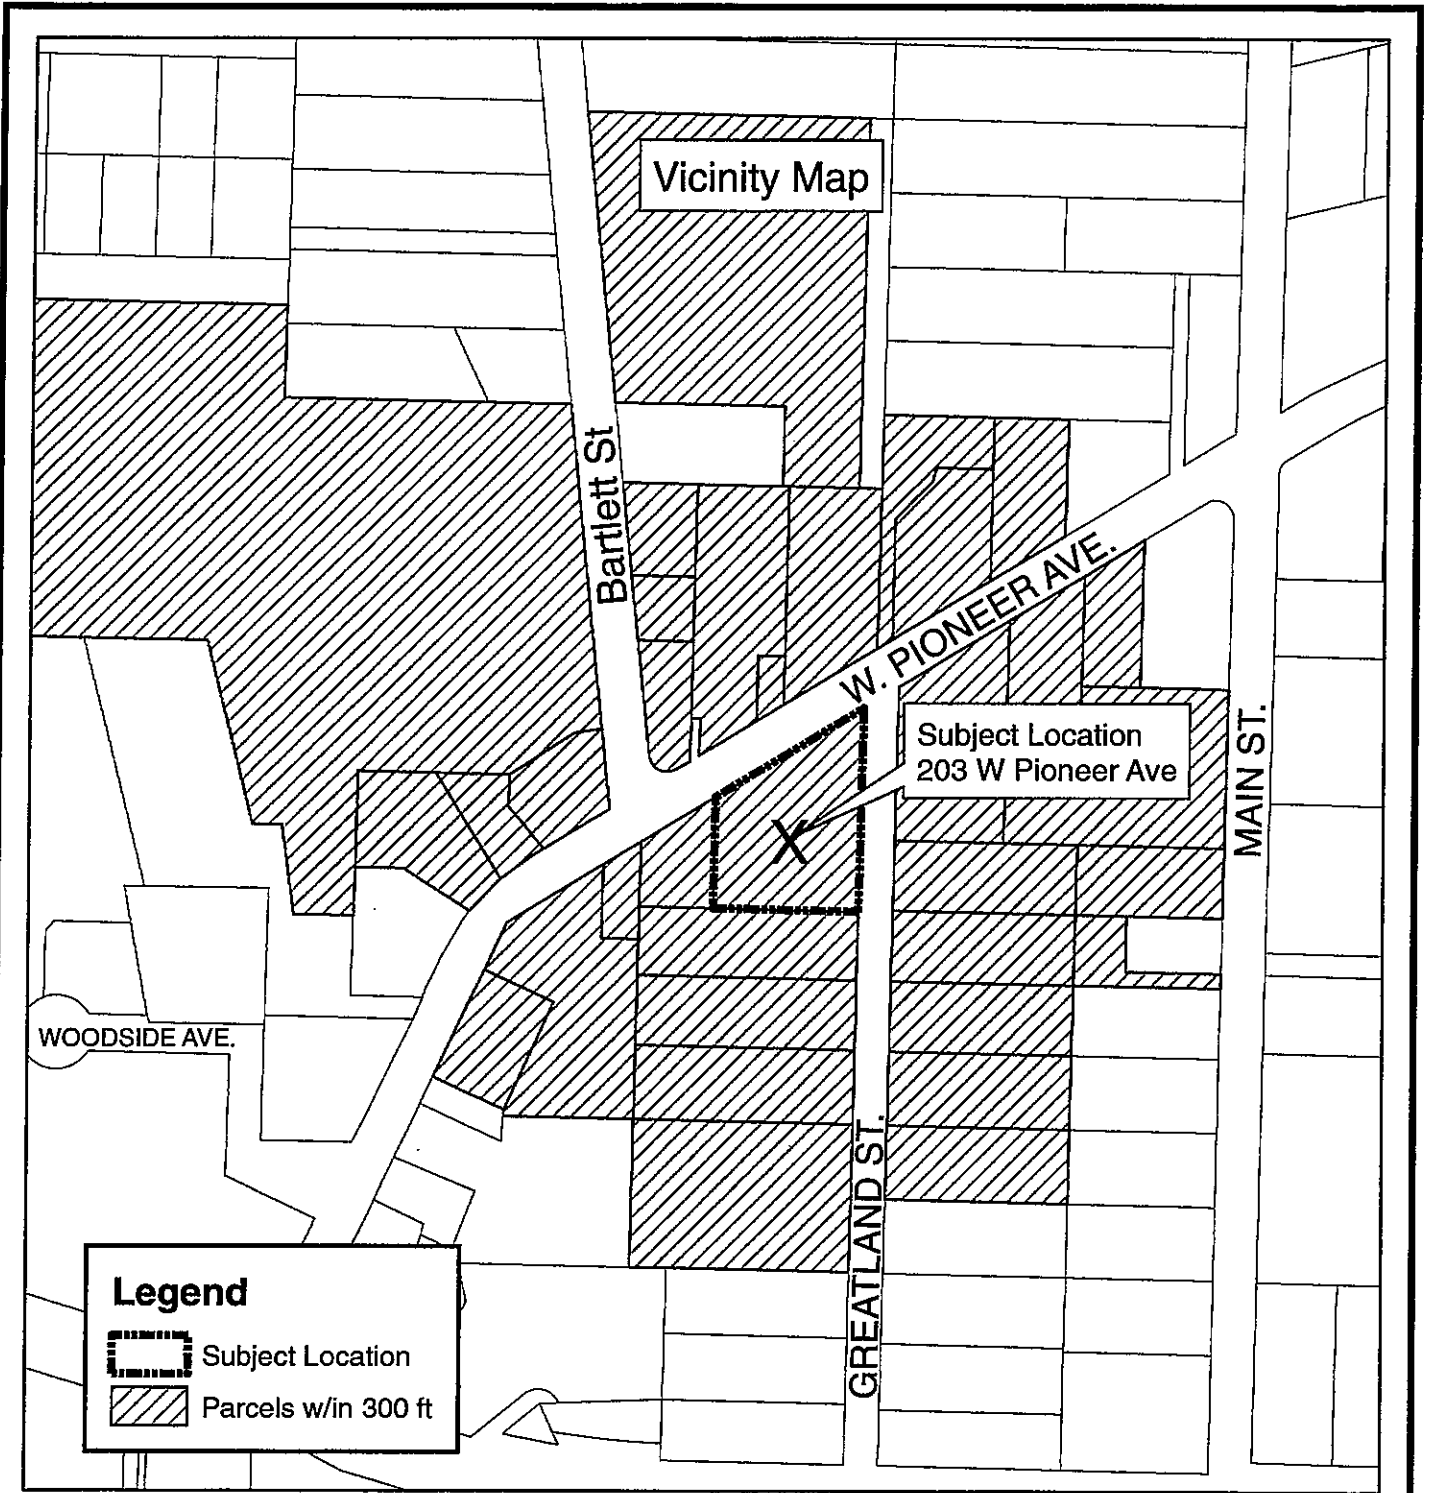 Vicinity Map
Bartlett St
W. PIONEER AVE.
Subject Location
203 W Pioneer Ave
X
MAIN ST.
WOODSIDE AVE.
GREATLAND ST.
Legend
Subject Location
Parcels w/in 300 ft